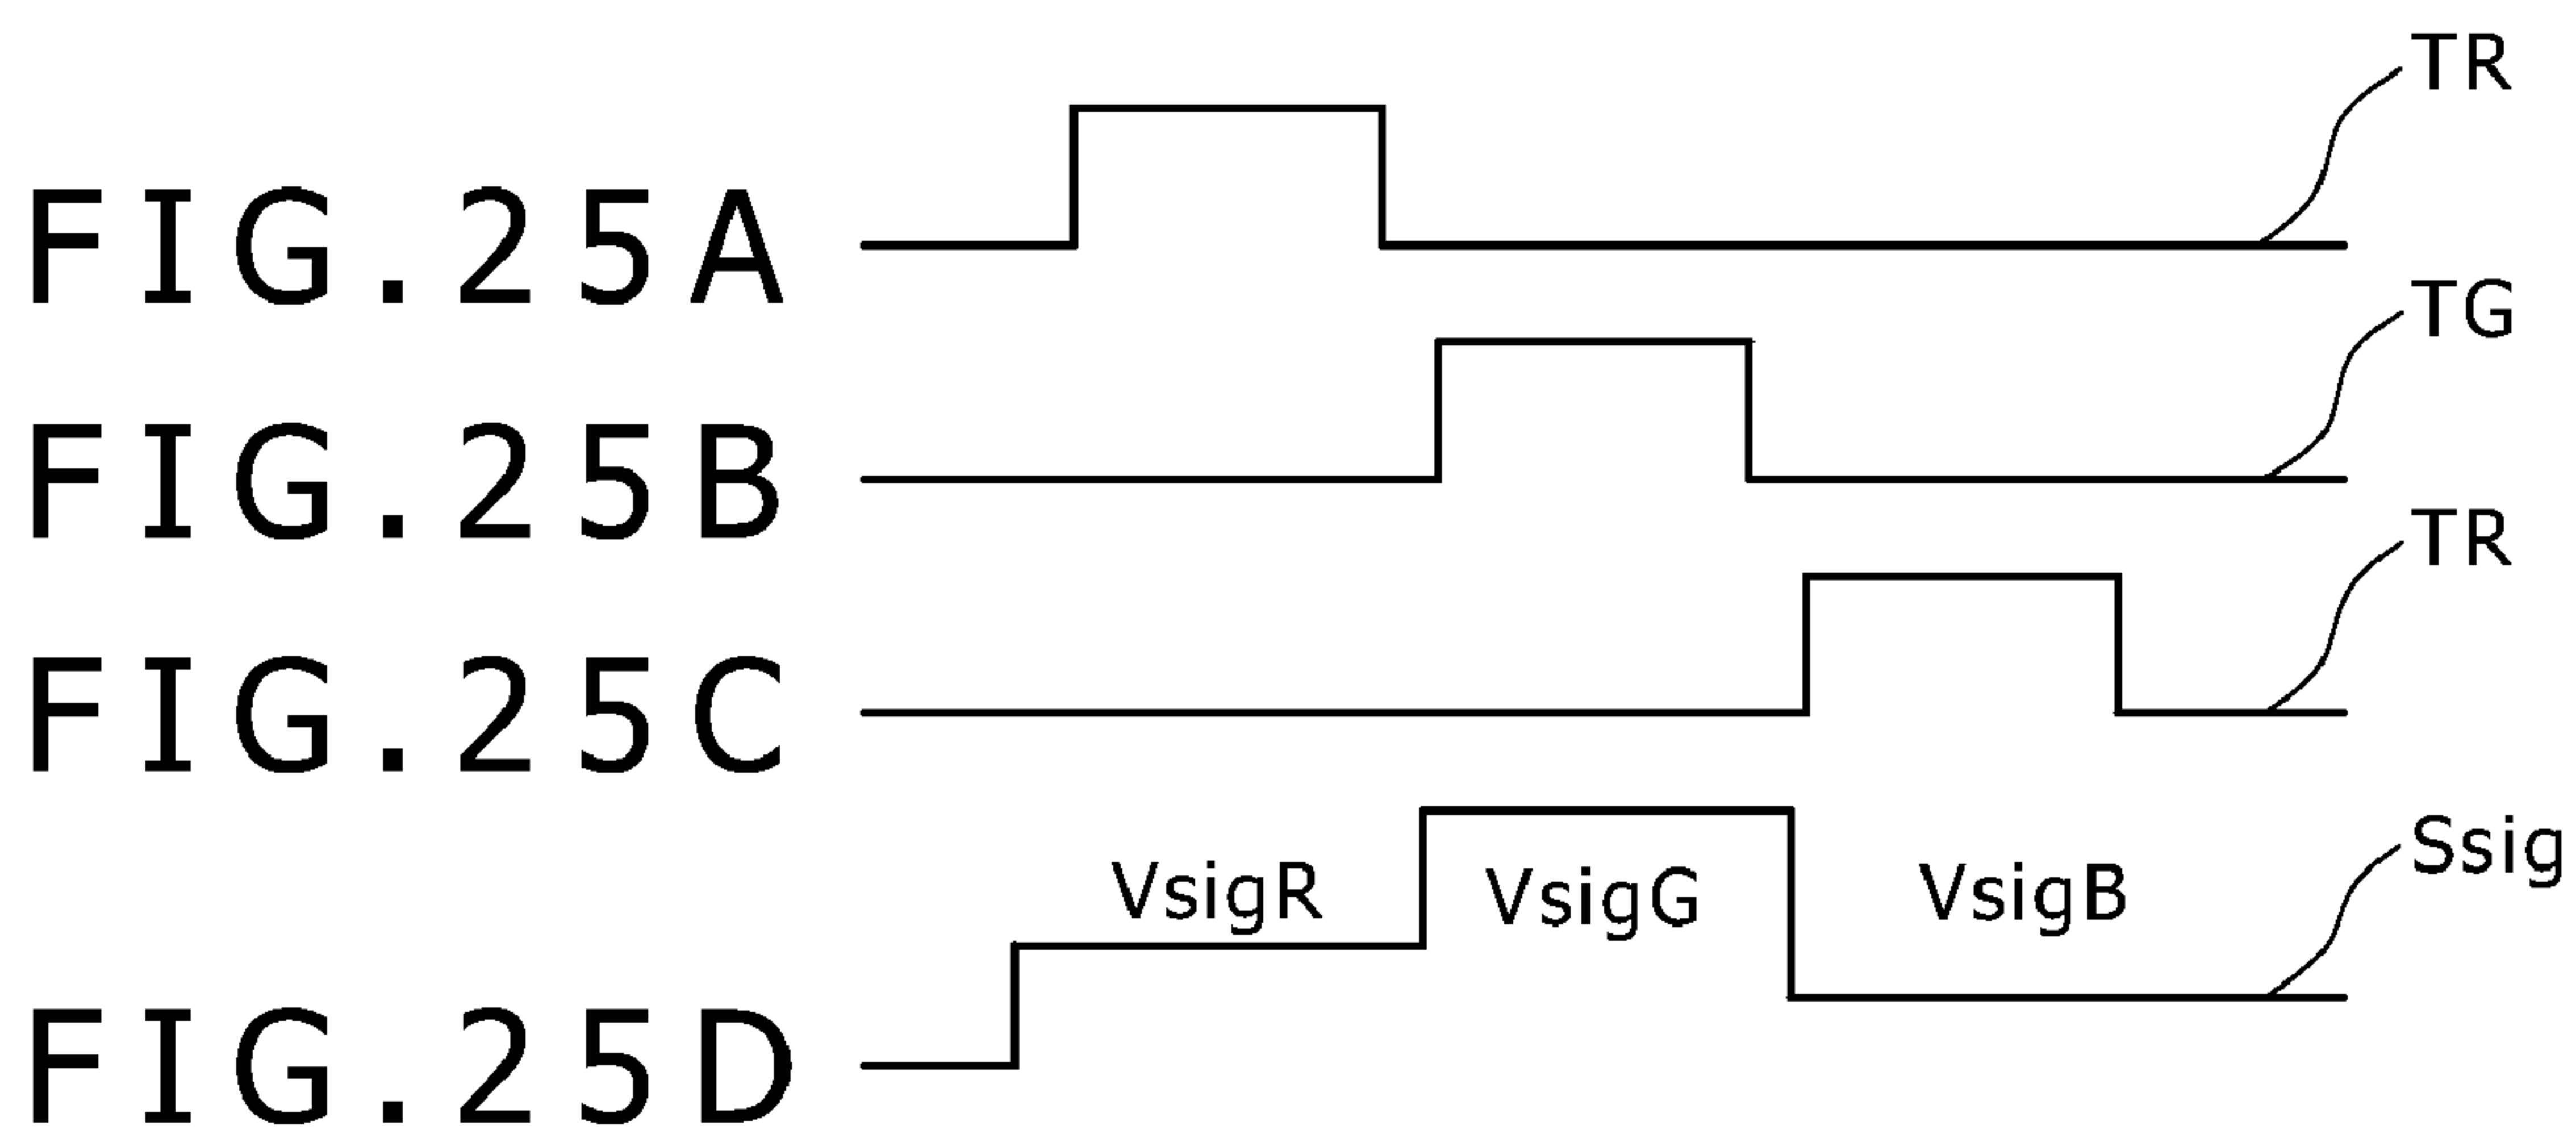 TR
FIG.25A
TG
FIG.25B
TR
FIG.25C
Ssig
VsigR VsigG VsigB
FIG.25D